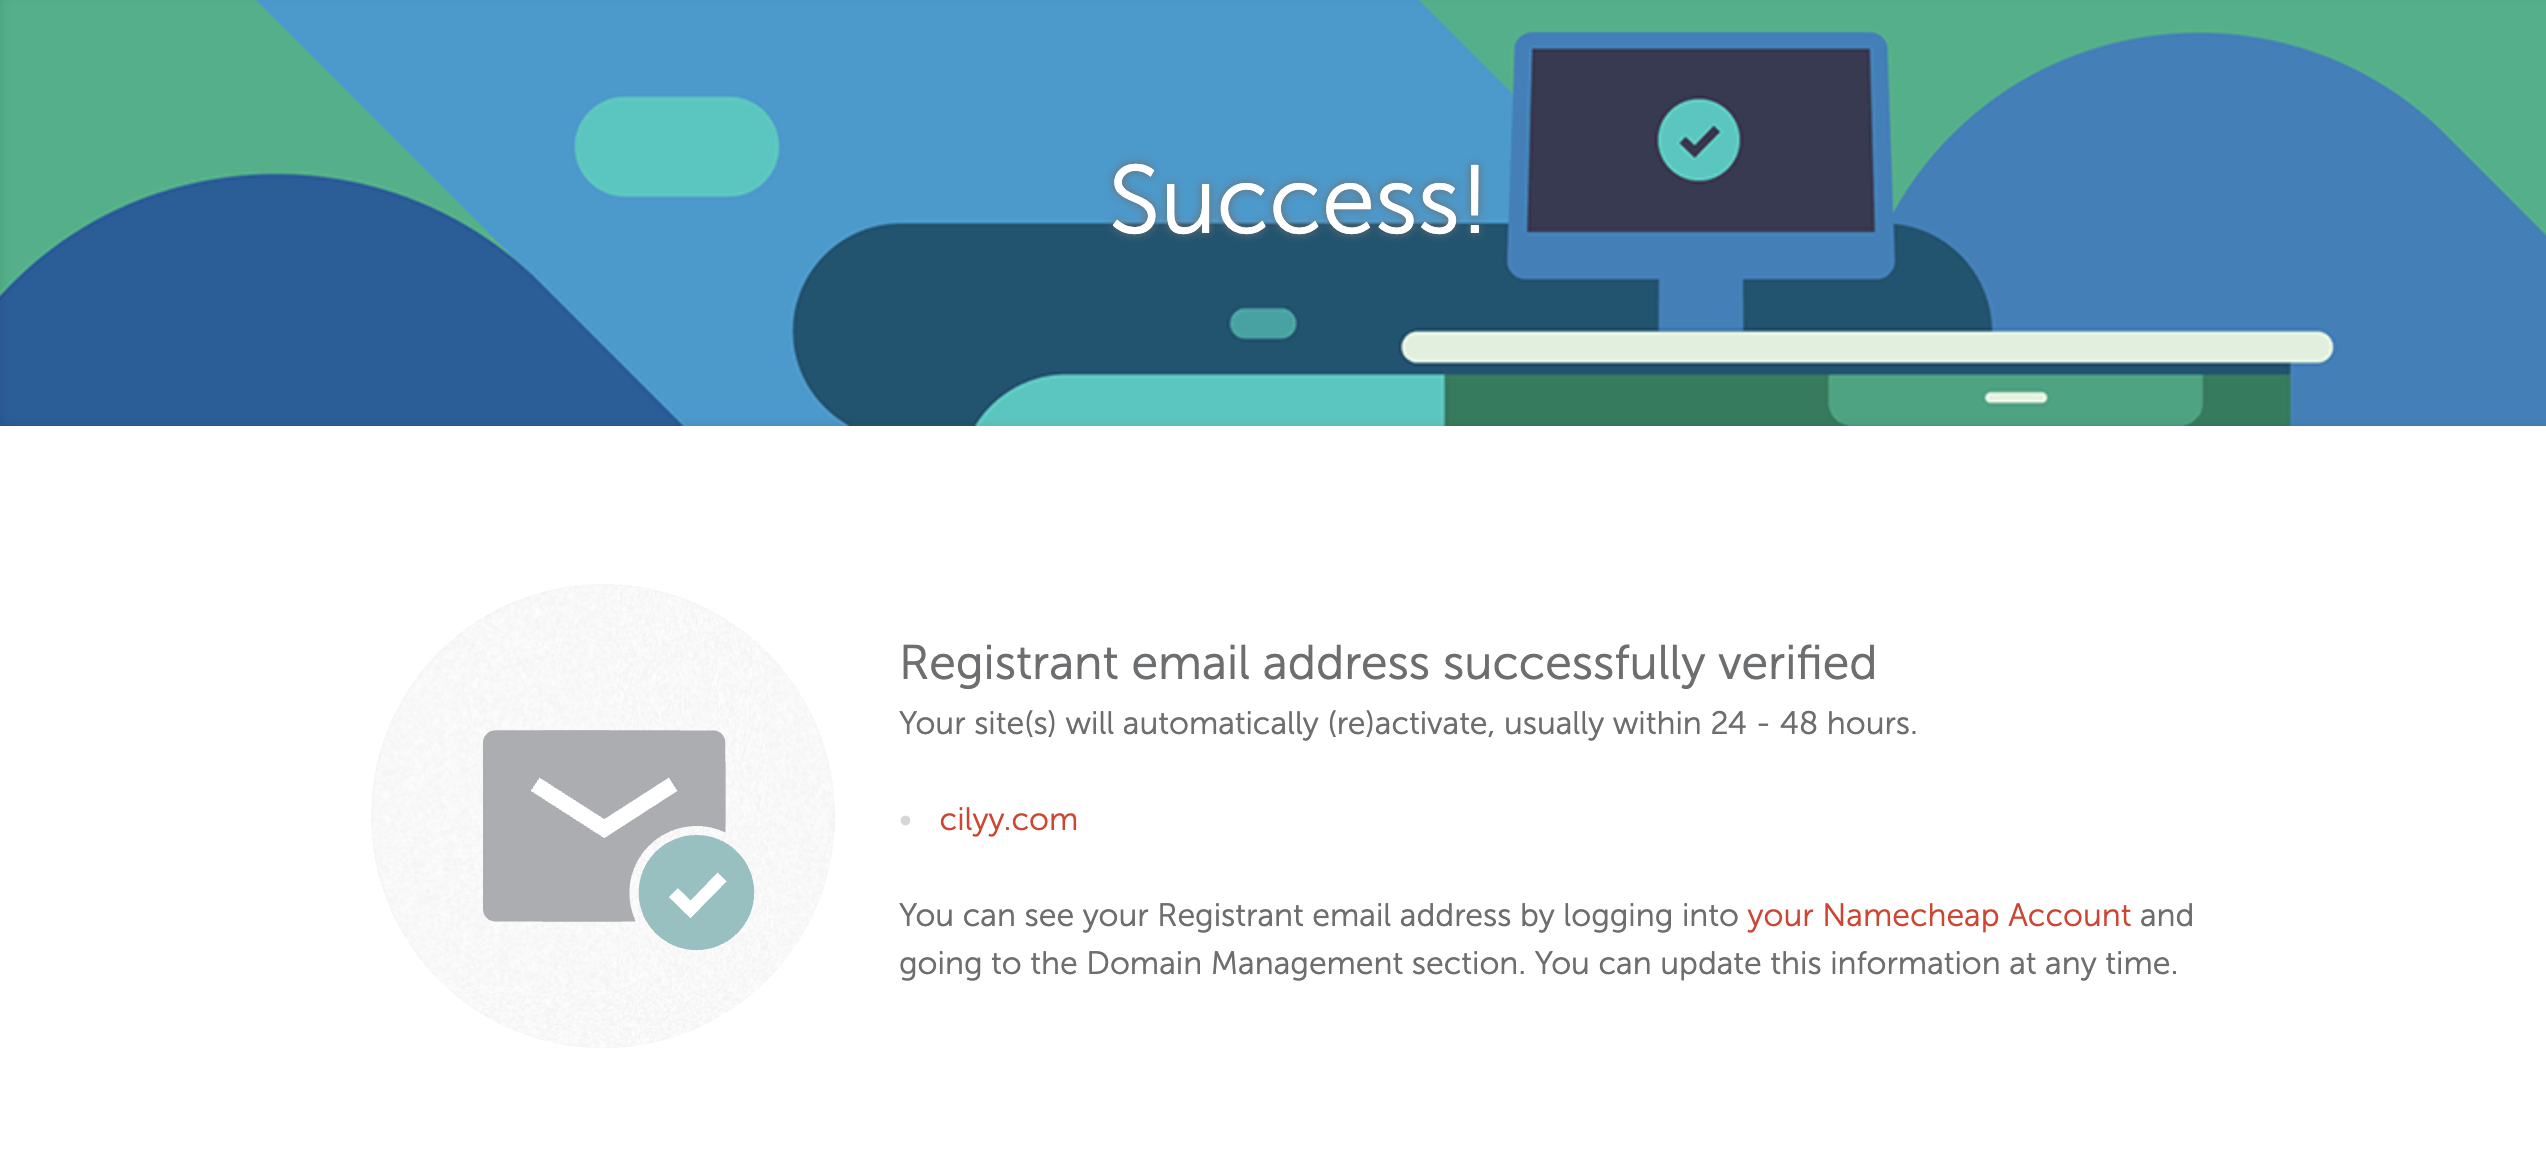 Success!
Registrant email address successfully verified
Your site(s) will automatically (re)activate, usually within 24 - 48 hours.
cilyy.com
You can see your Registrant email address by logging into your Namecheap Account and
going to the Domain Management section. You can update this information at any time.